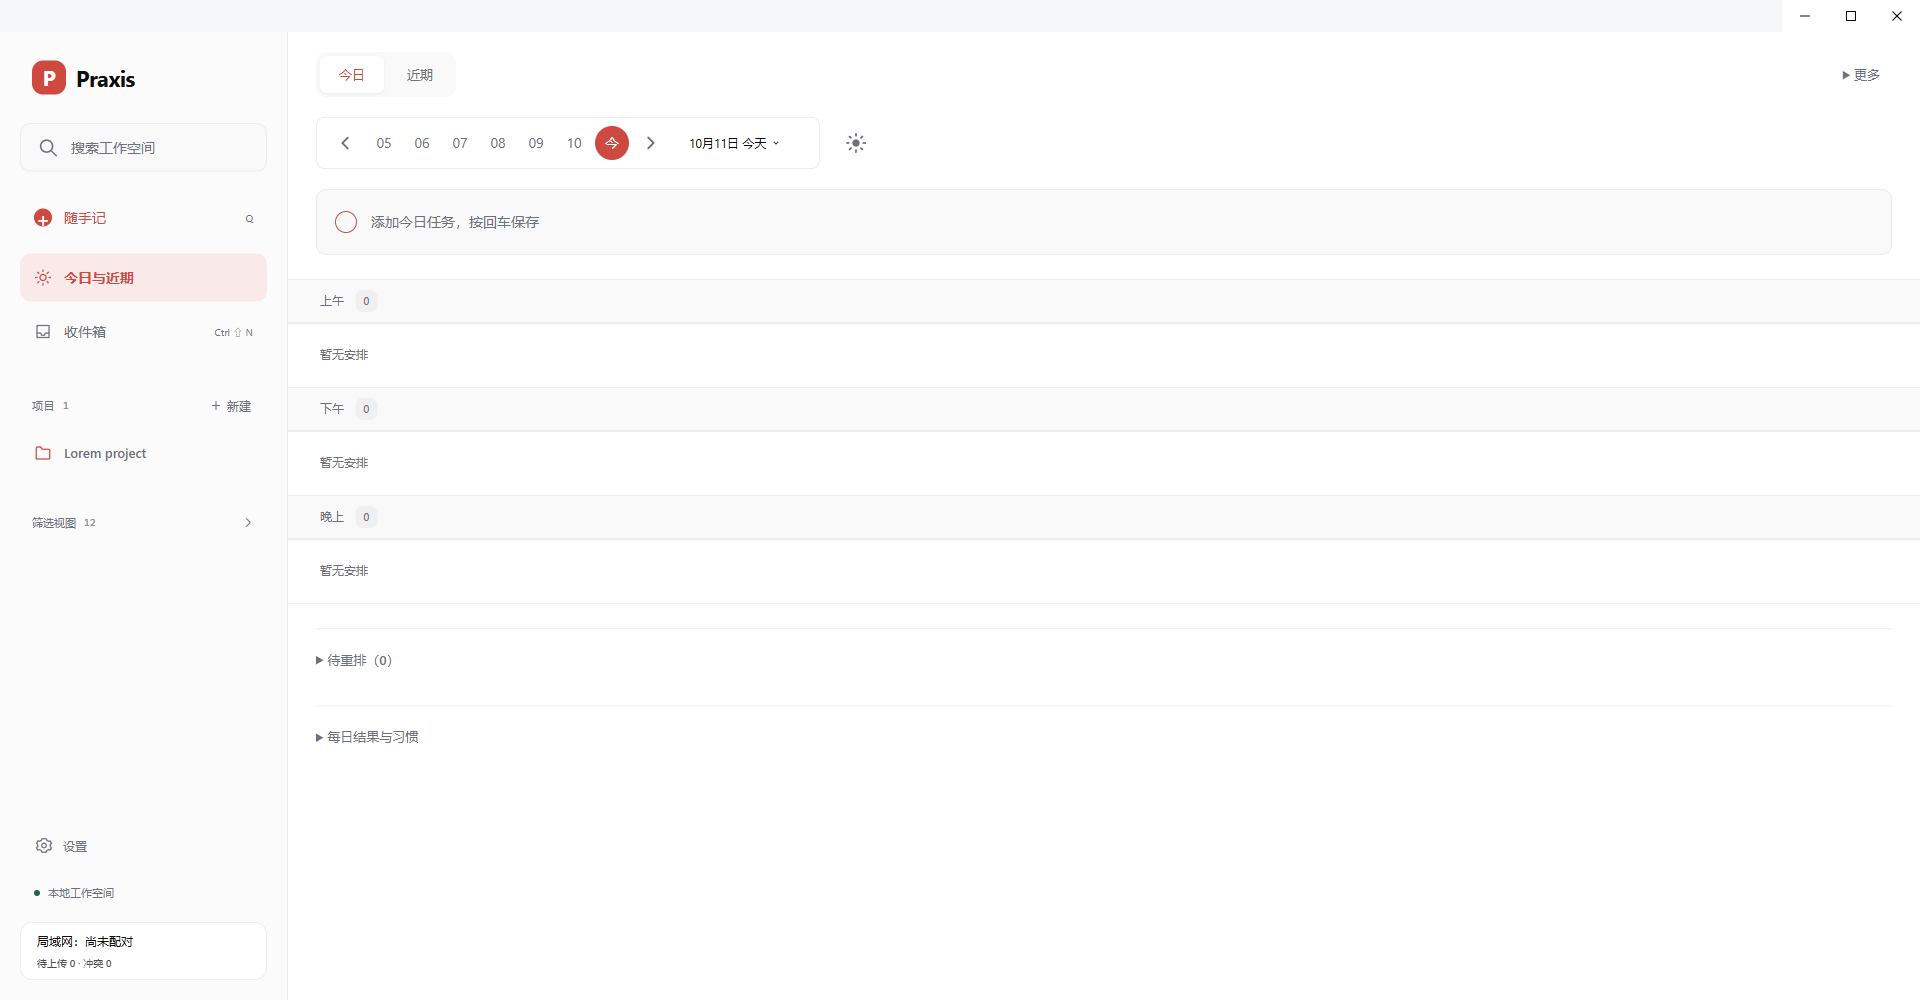 P Praxis
搜索工作空间
随手记 Q
今日与近期
收件箱 Ctrl ⇧ N
项目 1 + 新建
Lorem project
筛选视图 12
设置
本地工作空间
局域网：尚未配对
待上传 0 · 冲突 0
今日 近期
更多
05 06 07 08 09 10 今 10月11日 今天
添加今日任务，按回车保存
上午 0
暂无安排
下午 0
暂无安排
晚上 0
暂无安排
待重排（0）
每日结果与习惯